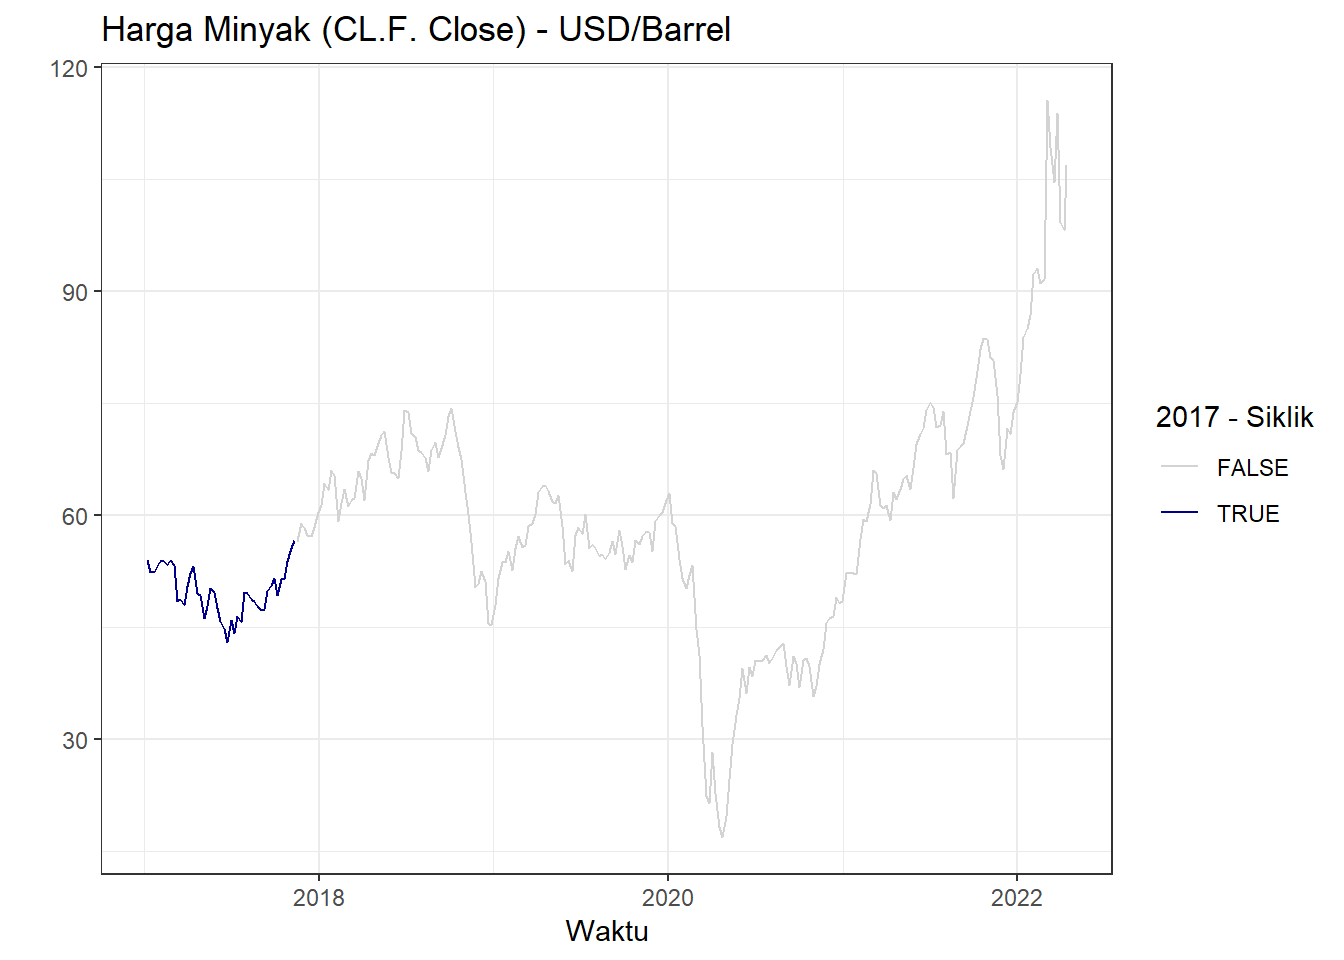 Harga Minyak (CL.F. Close) - USD/Barrel
120
90
60
30
2018
2020
2022
Waktu
2017 - Siklik
FALSE
TRUE